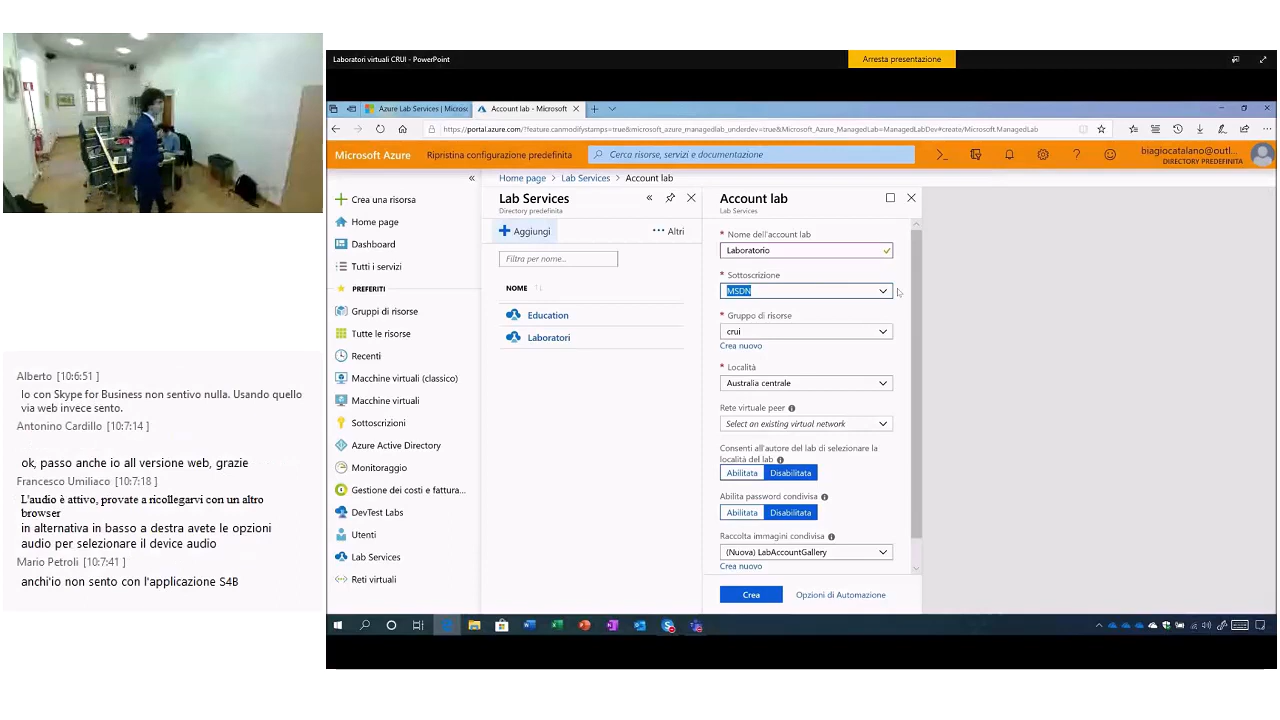 Laboratori virtuali CRUI - PowerPoint
Arresta presentazione
Azure Lab Services | Micros
Account lab - Microsoft
https://portal.azure.com/?feature.canmodifystamps=true&microsoft_azure_managedlab_underdev=true&Microsoft_Azure_ManagedLab=ManagedLabDev#create/Microsoft.ManagedLab
Microsoft Azure
Ripristina configurazione predefinita
Cerca risorse, servizi e documentazione
biagiocatalano@outl...
DIRECTORY PREDEFINITA
Crea una risorsa
Home page
Dashboard
Tutti i servizi
PREFERITI
Gruppi di risorse
Tutte le risorse
Recenti
Macchine virtuali (classico)
Macchine virtuali
Sottoscrizioni
Azure Active Directory
Monitoraggio
Gestione dei costi e fattura...
DevTest Labs
Utenti
Lab Services
Reti virtuali
Home page > Lab Services > Account lab
Lab Services
Directory predefinita
Aggiungi
Altri
Filtra per nome...
NOME
Education
Laboratori
Account lab
Lab Services
* Nome dell'account lab
Laboratorio
* Sottoscrizione
MSDN
* Gruppo di risorse
crui
Crea nuovo
* Località
Australia centrale
Rete virtuale peer
Select an existing virtual network
Consenti all'autore del lab di selezionare la
località del lab
Abilitata Disabilitata
Abilita password condivisa
Abilitata Disabilitata
Raccolta immagini condivisa
(Nuova) LabAccountGallery
Crea nuovo
Crea
Opzioni di Automazione
Alberto [10:6:51 ]
Io con Skype for Business non sentivo nulla. Usando quello
via web invece sento.
Antonino Cardillo [10:7:14 ]
ok, passo anche io all versione web, grazie
Francesco Umiliaco [10:7:18 ]
L'audio è attivo, provate a ricollegarvi con un altro
browser
in alternativa in basso a destra avete le opzioni
audio per selezionare il device audio
Mario Petroli [10:7:41 ]
anchi'io non sento con l'applicazione S4B